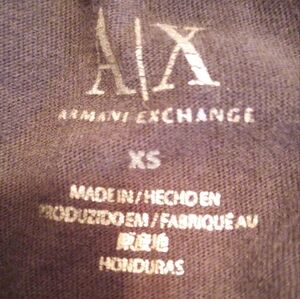 A|X
ARMANI EXCHANGE
XS
MADE IN / HECHO EN
PRODUZIDO EM / FABRIQUÉ AU
原産地
HONDURAS